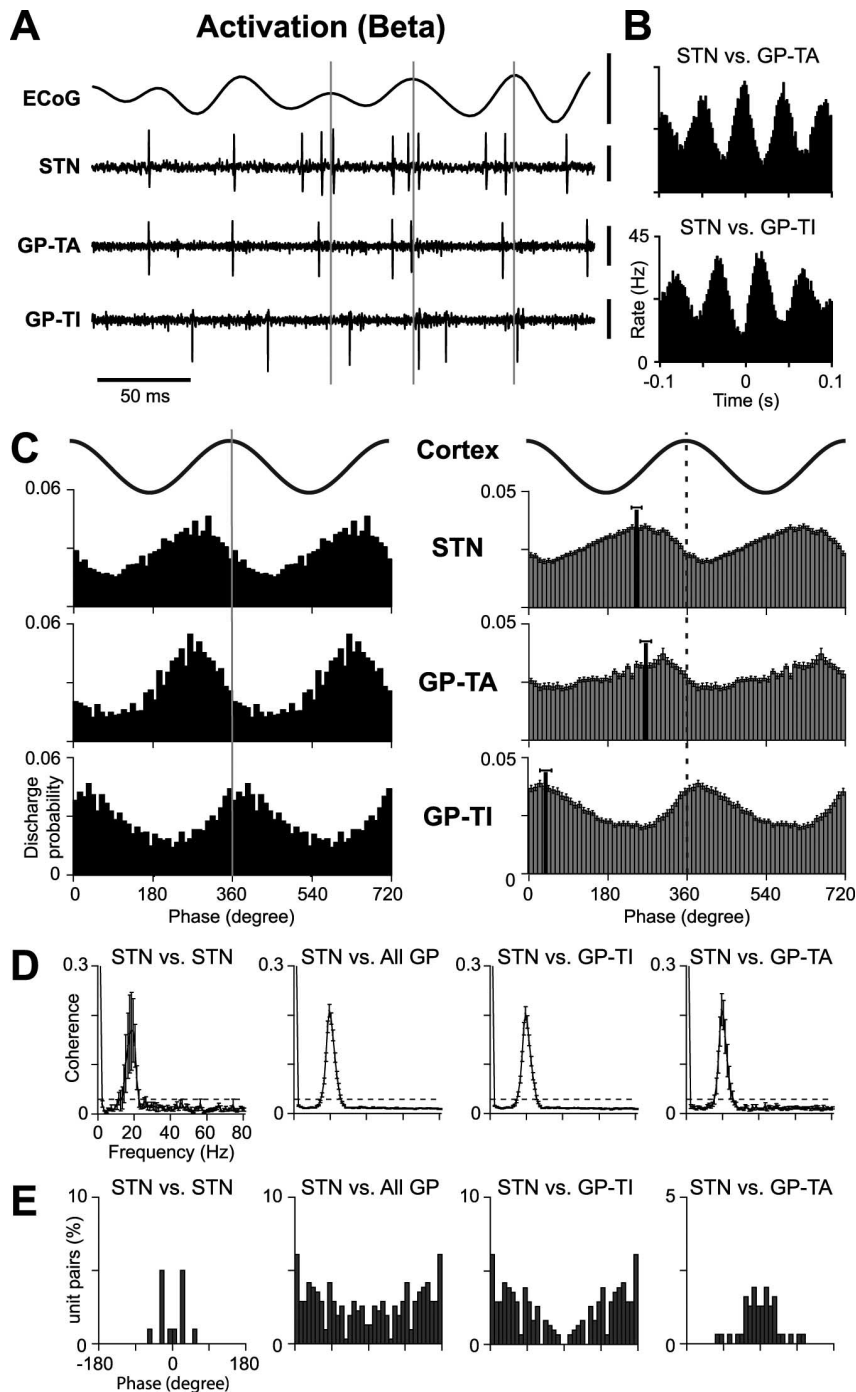 A
Activation (Beta)
ECoG
STN
GP-TA
GP-TI
50 ms
B
STN vs. GP-TA
STN vs. GP-TI
45
Rate (Hz)
0
-0.1 0 0.1
Time (s)
C
Cortex
0.06
0.05
STN
0.06
0.05
GP-TA
0.06
0.05
GP-TI
Discharge
probability
0
0
0 180 360 540 720
0 180 360 540 720
Phase (degree)
Phase (degree)
D
STN vs. STN
STN vs. All GP
STN vs. GP-TI
STN vs. GP-TA
0.3
0.3
0.3
0.3
Coherence
0
0
0
0
0 20 40 60 80
Frequency (Hz)
E
STN vs. STN
STN vs. All GP
STN vs. GP-TI
STN vs. GP-TA
10
10
10
5
unit pairs (%)
0
0
0
0
-180 0 180
Phase (degree)